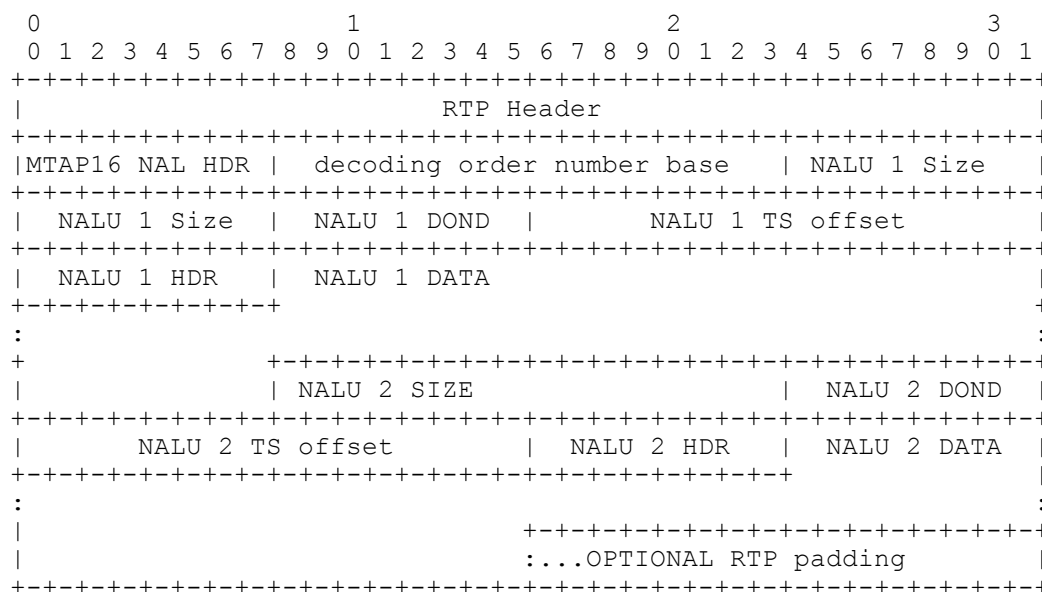 0                   1                   2                   3
0 1 2 3 4 5 6 7 8 9 0 1 2 3 4 5 6 7 8 9 0 1 2 3 4 5 6 7 8 9 0 1
+-+-+-+-+-+-+-+-+-+-+-+-+-+-+-+-+-+-+-+-+-+-+-+-+-+-+-+-+-+-+-+-+
|                          RTP Header                           |
+-+-+-+-+-+-+-+-+-+-+-+-+-+-+-+-+-+-+-+-+-+-+-+-+-+-+-+-+-+-+-+-+
|MTAP16 NAL HDR |  decoding order number base   | NALU 1 Size   |
+-+-+-+-+-+-+-+-+-+-+-+-+-+-+-+-+-+-+-+-+-+-+-+-+-+-+-+-+-+-+-+-+
|  NALU 1 Size  |  NALU 1 DOND  |       NALU 1 TS offset        |
+-+-+-+-+-+-+-+-+-+-+-+-+-+-+-+-+-+-+-+-+-+-+-+-+-+-+-+-+-+-+-+-+
|  NALU 1 HDR   |  NALU 1 DATA                                  |
+-+-+-+-+-+-+-+-+                                               +
:                                                               :
+               +-+-+-+-+-+-+-+-+-+-+-+-+-+-+-+-+-+-+-+-+-+-+-+-+
|               | NALU 2 SIZE                   |  NALU 2 DOND  |
+-+-+-+-+-+-+-+-+-+-+-+-+-+-+-+-+-+-+-+-+-+-+-+-+-+-+-+-+-+-+-+-+
|       NALU 2 TS offset        |  NALU 2 HDR   |  NALU 2 DATA  |
+-+-+-+-+-+-+-+-+-+-+-+-+-+-+-+-+-+-+-+-+-+-+-+-+               |
:                                                               :
|                               +-+-+-+-+-+-+-+-+-+-+-+-+-+-+-+-+
|                               :...OPTIONAL RTP padding        |
+-+-+-+-+-+-+-+-+-+-+-+-+-+-+-+-+-+-+-+-+-+-+-+-+-+-+-+-+-+-+-+-+